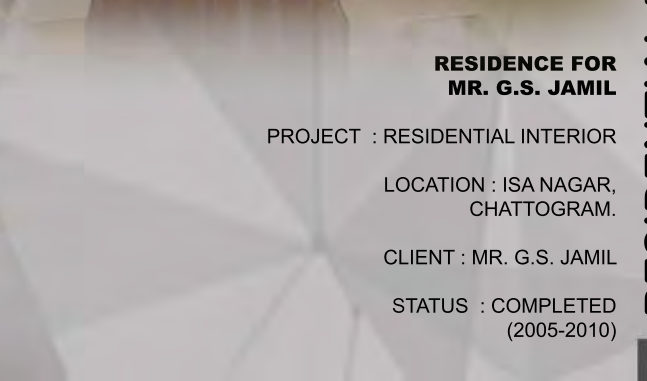 RESIDENCE FOR
MR. G.S. JAMIL
PROJECT : RESIDENTIAL INTERIOR
LOCATION : ISA NAGAR,
CHATTOGRAM.
CLIENT : MR. G.S. JAMIL
STATUS : COMPLETED
(2005-2010)